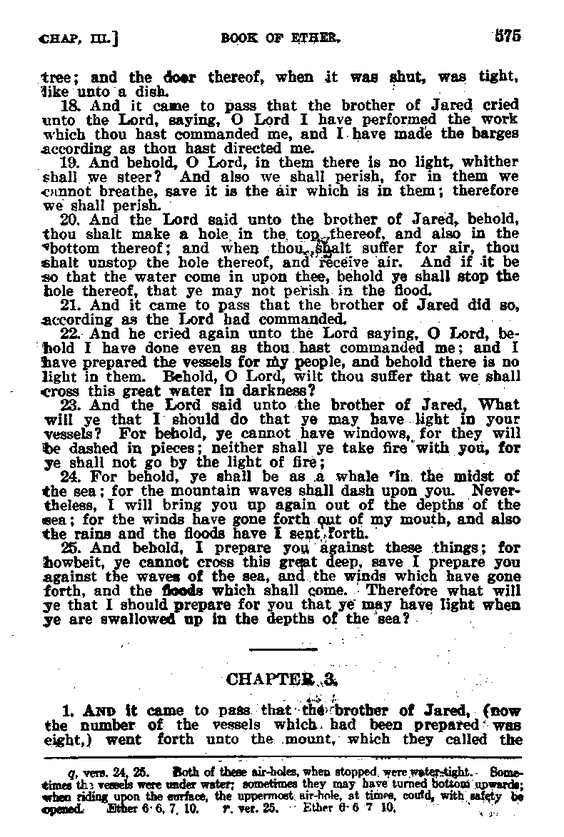 CHAP. III.] BOOK OF ETHER. 575
tree; and the door thereof, when it was shut, was tight,
like unto a dish.
18. And it came to pass that the brother of Jared cried
unto the Lord, saying, O Lord I have performed the work
which thou hast commanded me, and I have made the barges
according as thou hast directed me.
19. And behold, O Lord, in them there is no light, whither
shall we steer? And also we shall perish, for in them we
cannot breathe, save it is the air which is in them; therefore
we shall perish.
20. And the Lord said unto the brother of Jared, behold,
thou shalt make a hole in the top thereof, and also in the
qbottom thereof; and when thou shalt suffer for air, thou
shalt unstop the hole thereof, and receive air. And if it be
so that the water come in upon thee, behold ye shall stop the
hole thereof, that ye may not perish in the flood.
21. And it came to pass that the brother of Jared did so,
according as the Lord had commanded.
22. And he cried again unto the Lord saying, O Lord, be-
hold I have done even as thou hast commanded me; and I
have prepared the vessels for my people, and behold there is no
light in them. Behold, O Lord, wilt thou suffer that we shall
cross this great water in darkness?
23. And the Lord said unto the brother of Jared, What
will ye that I should do that ye may have light in your
vessels? For behold, ye cannot have windows, for they will
be dashed in pieces; neither shall ye take fire with you, for
ye shall not go by the light of fire;
24. For behold, ye shall be as a whale rin the midst of
the sea; for the mountain waves shall dash upon you. Never-
theless, I will bring you up again out of the depths of the
sea; for the winds have gone forth out of my mouth, and also
the rains and the floods have I sent forth.
25. And behold, I prepare you against these things; for
howbeit, ye cannot cross this great deep, save I prepare you
against the waves of the sea, and the winds which have gone
forth, and the floods which shall come. Therefore what will
ye that I should prepare for you that ye may have light when
ye are swallowed up in the depths of the sea?
CHAPTER 3.
1. AND it came to pass that the brother of Jared, (now
the number of the vessels which had been prepared was
eight,) went forth unto the mount, which they called the
q, vers. 24, 25. Both of these air-holes, when stopped, were water-tight. Some-
times the vessels were under water; sometimes they may have turned bottom upwards;
when riding upon the surface, the uppermost air-hole, at times, could, with safety be
opened. Ether 6: 6, 7, 10. r, ver. 25. Ether 6: 6 7 10.